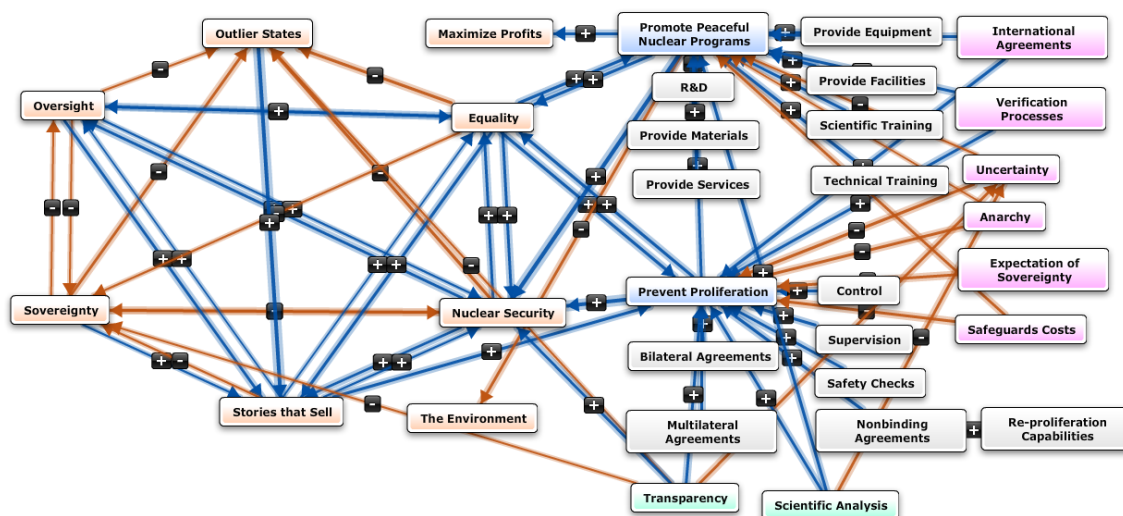 Outlier States
Maximize Profits
Promote Peaceful
Nuclear Programs
Provide Equipment
International
Agreements
Oversight
Equality
R&D
Provide Facilities
Verification
Processes
Provide Materials
Scientific Training
Provide Services
Technical Training
Uncertainty
Anarchy
Sovereignty
Nuclear Security
Prevent Proliferation
Control
Expectation of
Sovereignty
Supervision
Safeguards Costs
Bilateral Agreements
Safety Checks
Stories that Sell
The Environment
Multilateral
Agreements
Nonbinding
Agreements
Re-proliferation
Capabilities
Transparency
Scientific Analysis